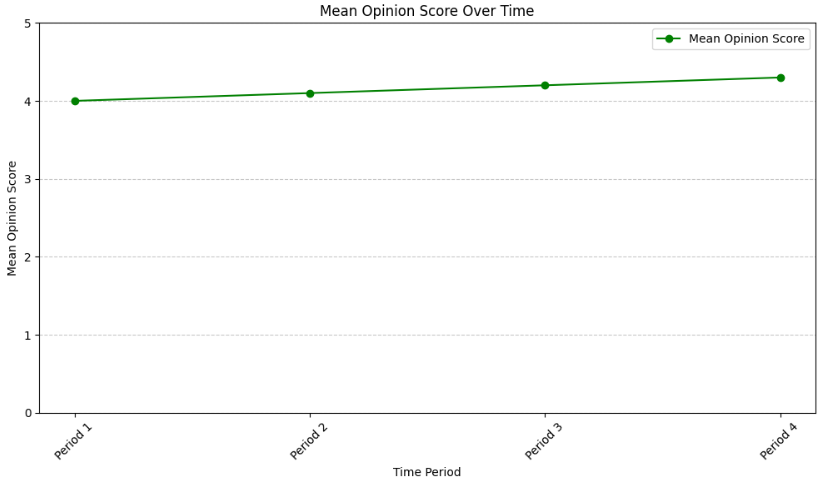 Mean Opinion Score Over Time
Mean Opinion Score
5
4
3
2
1
0
Mean Opinion Score
Period 1
Period 2
Period 3
Period 4
Time Period